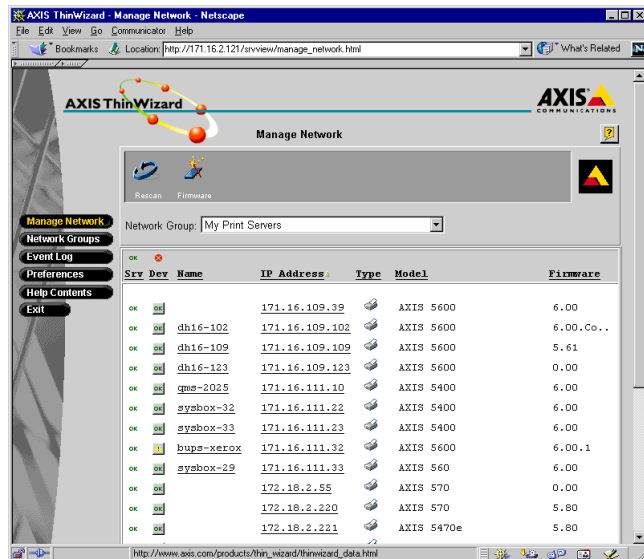 AXIS ThinWizard - Manage Network - Netscape
File Edit View Go Communicator Help
Bookmarks Location: http://171.16.2.121/srvview/manage_network.html What's Related
AXIS ThinWizard
AXIS
COMMUNICATIONS
Manage Network
?
Rescan Firmware
Manage Network
Network Groups
Event Log
Preferences
Help Contents
Exit
Network Group: My Print Servers
OK
Srv Dev Name IP Address Type Model Firmware
OK OK 171.16.109.39 AXIS 5600 6.00
OK OK dh16-102 171.16.109.102 AXIS 5600 6.00.Co..
OK OK dh16-109 171.16.109.109 AXIS 5600 5.61
OK OK dh16-123 171.16.109.123 AXIS 5600 0.00
OK OK qms-2025 171.16.111.10 AXIS 5400 6.00
OK OK sysbox-32 171.16.111.22 AXIS 5400 6.00
OK OK sysbox-33 171.16.111.23 AXIS 5400 6.00
OK ! bups-xerox 171.16.111.32 AXIS 5600 6.00.1
OK OK sysbox-29 171.16.111.33 AXIS 560 6.00
OK OK 172.18.2.55 AXIS 570 0.00
OK OK 172.18.2.220 AXIS 570 5.80
OK OK 172.18.2.221 AXIS 5470e 5.80
http://www.axis.com/products/thin_wizard/thinwizard_data.html